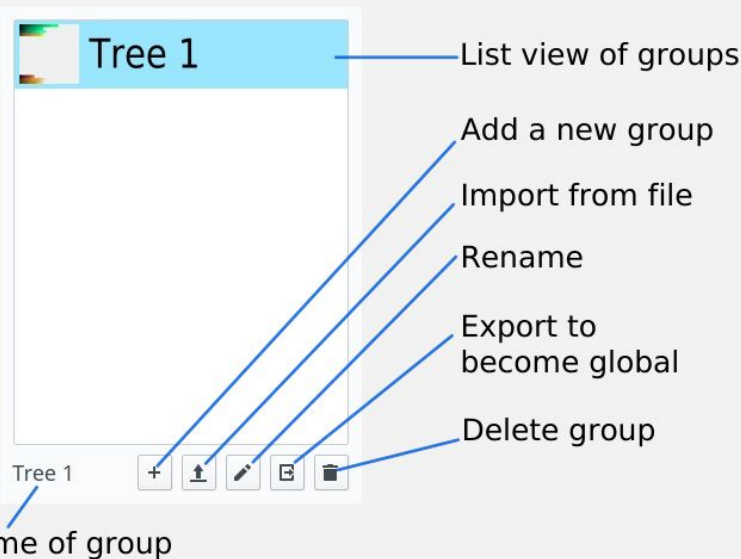 Tree 1
List view of groups
Add a new group
Import from file
Rename
Export to
become global
Delete group
Tree 1
of group